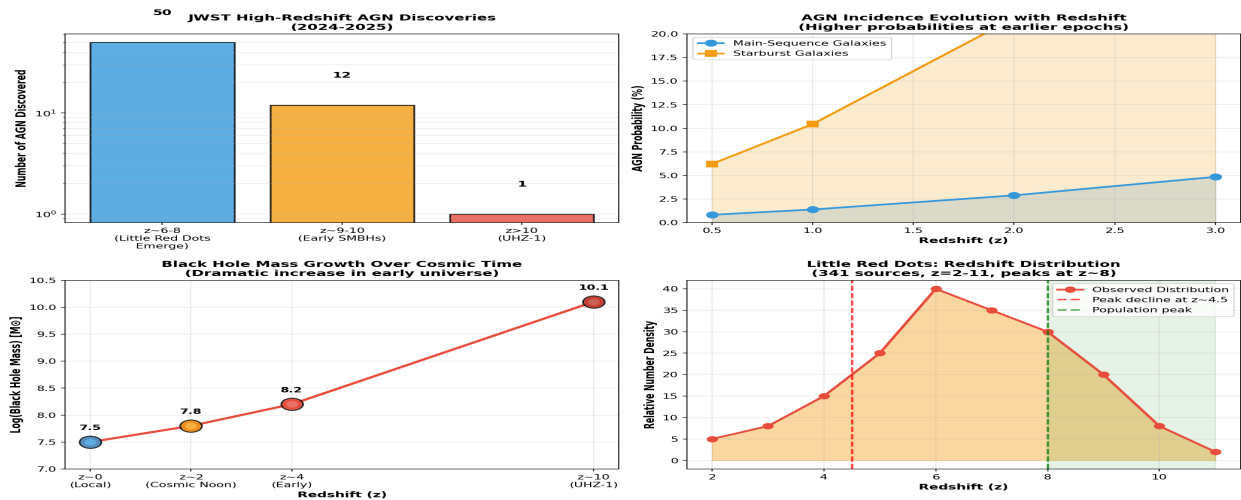 JWST High-Redshift AGN Discoveries
(2024-2025)
50
12
1
Number of AGN Discovered
10¹
10⁰
z~6-8
(Little Red Dots
Emerge)
z~9-10
(Early SMBHs)
z>10
(UHZ-1)
AGN Incidence Evolution with Redshift
(Higher probabilities at earlier epochs)
Main-Sequence Galaxies
Starburst Galaxies
AGN Probability (%)
20.0
17.5
15.0
12.5
10.0
7.5
5.0
2.5
0.0
0.5 1.0 1.5 2.0 2.5 3.0
Redshift (z)
Black Hole Mass Growth Over Cosmic Time
(Dramatic increase in early universe)
Log(Black Hole Mass) [M⊙]
10.5
10.0
9.5
9.0
8.5
8.0
7.5
7.0
7.5
7.8
8.2
10.1
z~0
(Local)
z~2
(Cosmic Noon)
z~4
(Early)
z~10
(UHZ-1)
Redshift (z)
Little Red Dots: Redshift Distribution
(341 sources, z=2-11, peaks at z~8)
Observed Distribution
Peak decline at z~4.5
Population peak
Relative Number Density
40
35
30
25
20
15
10
5
0
2 4 6 8 10
Redshift (z)